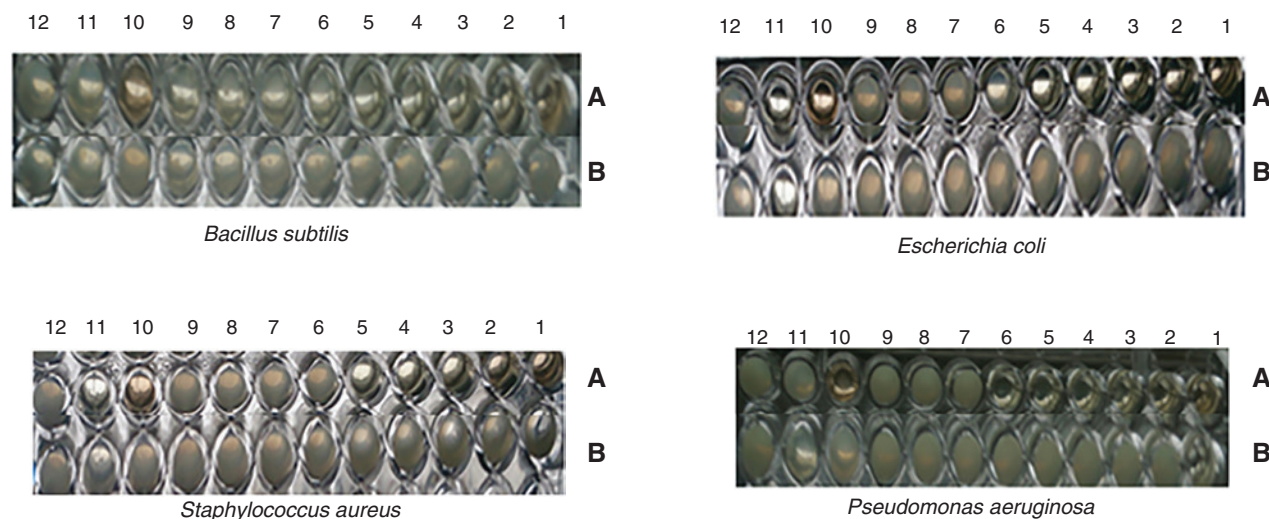 12 11 10 9 8 7 6 5 4 3 2 1
A
B
Bacillus subtilis
12 11 10 9 8 7 6 5 4 3 2 1
A
B
Escherichia coli
12 11 10 9 8 7 6 5 4 3 2 1
A
B
Staphylococcus aureus
12 11 10 9 8 7 6 5 4 3 2 1
A
B
Pseudomonas aeruginosa